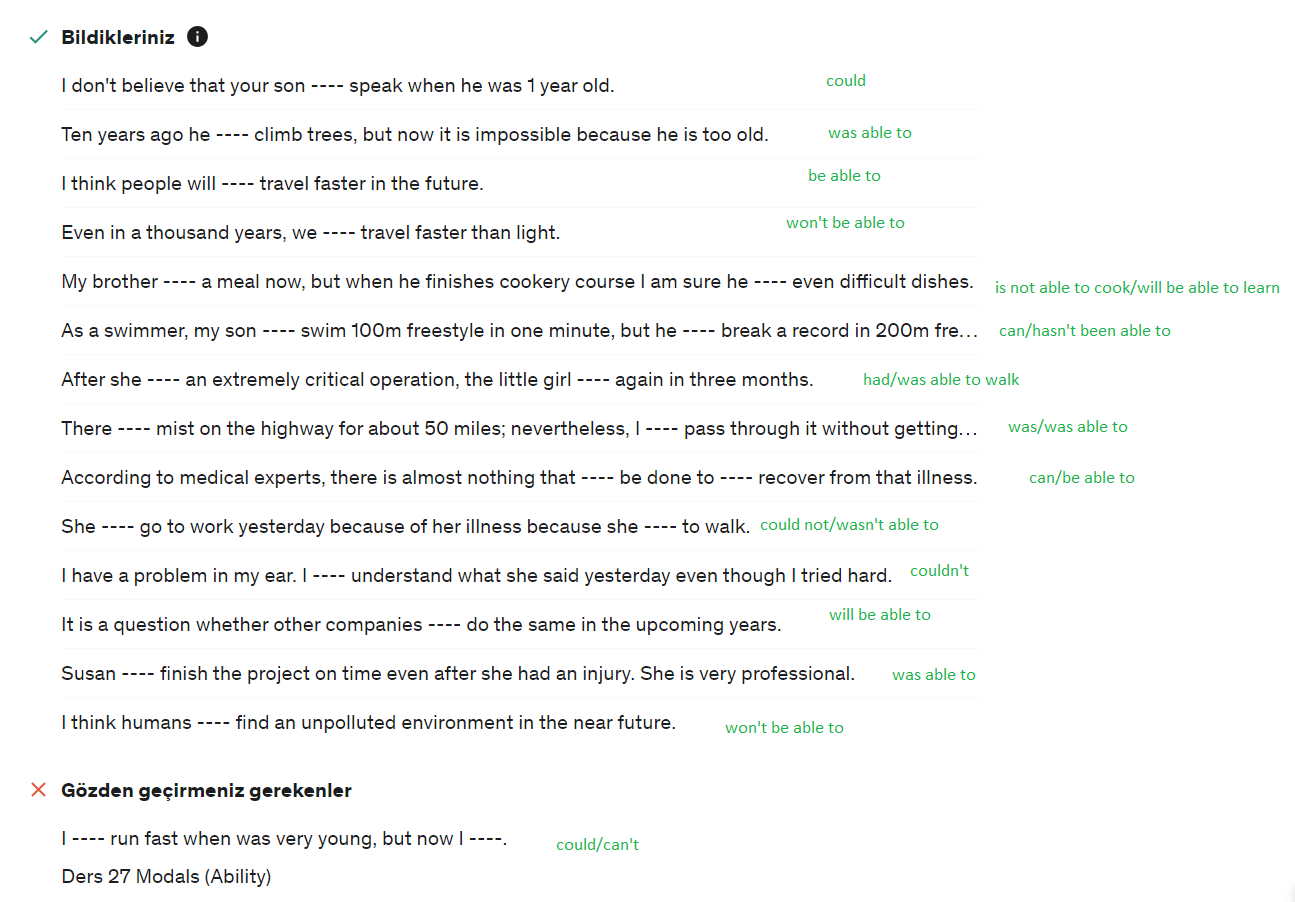 Bildikleriniz
I don't believe that your son ---- speak when he was 1 year old. could
Ten years ago he ---- climb trees, but now it is impossible because he is too old. was able to
I think people will ---- travel faster in the future. be able to
Even in a thousand years, we ---- travel faster than light. won't be able to
My brother ---- a meal now, but when he finishes cookery course I am sure he ---- even difficult dishes. is not able to cook/will be able to learn
As a swimmer, my son ---- swim 100m freestyle in one minute, but he ---- break a record in 200m fre... can/hasn't been able to
After she ---- an extremely critical operation, the little girl ---- again in three months. had/was able to walk
There ---- mist on the highway for about 50 miles; nevertheless, I ---- pass through it without getting... was/was able to
According to medical experts, there is almost nothing that ---- be done to ---- recover from that illness. can/be able to
She ---- go to work yesterday because of her illness because she ---- to walk. could not/wasn't able to
I have a problem in my ear. I ---- understand what she said yesterday even though I tried hard. couldn't
It is a question whether other companies ---- do the same in the upcoming years. will be able to
Susan ---- finish the project on time even after she had an injury. She is very professional. was able to
I think humans ---- find an unpolluted environment in the near future. won't be able to
Gözden geçirmeniz gerekenler
I ---- run fast when was very young, but now I ----. could/can't
Ders 27 Modals (Ability)